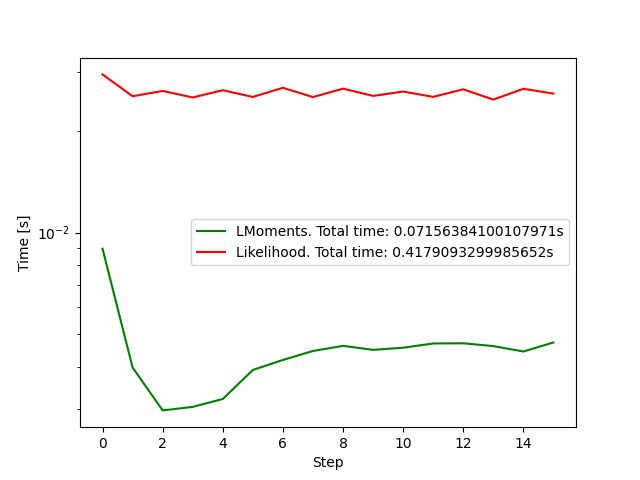 Time [s]
10⁻²
LMoments. Total time: 0.07156384100107971s
Likelihood. Total time: 0.4179093299985652s
0 2 4 6 8 10 12 14
Step